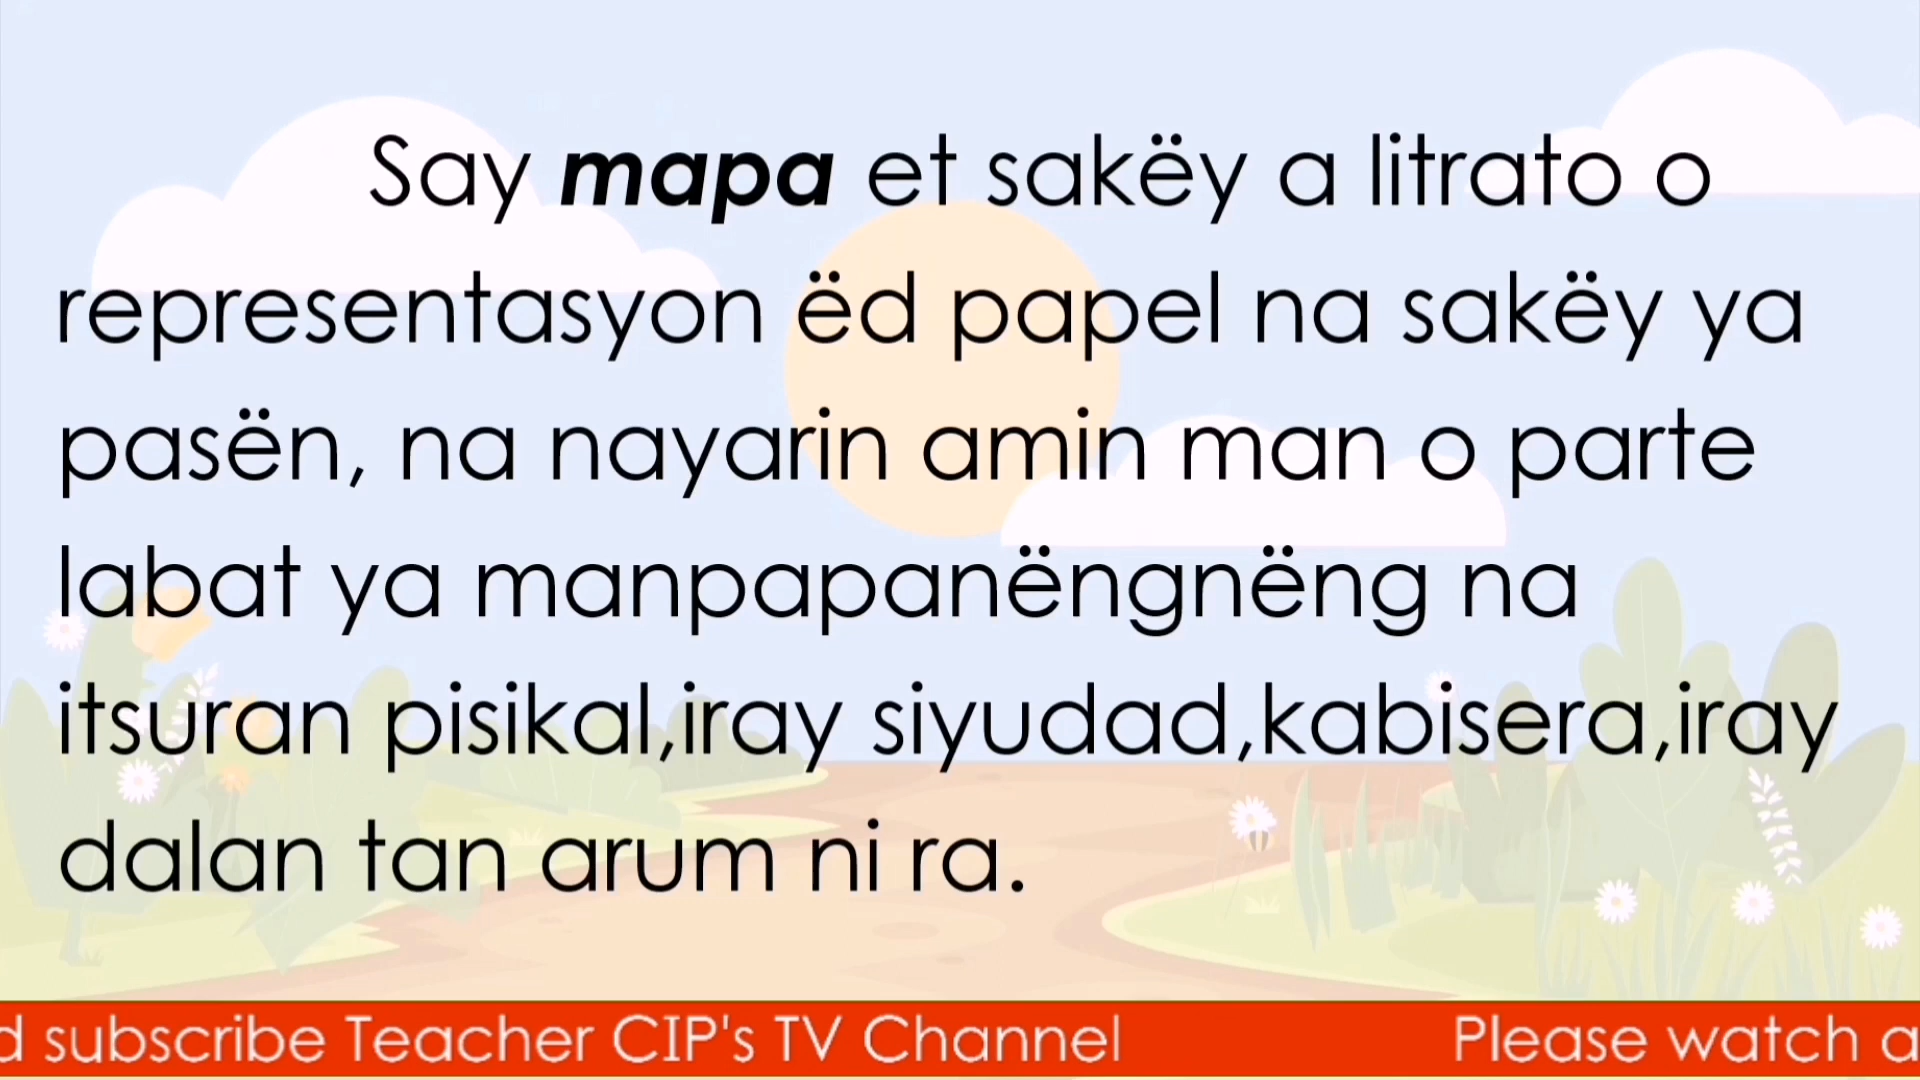 Say mapa et sakëy a litrato o
representasyon ëd papel na sakëy ya
pasën, na nayarin amin man o parte
labat ya manpapanëngnëng na
itsuran pisikal,iray siyudad,kabisera,iray
dalan tan arum ni ra.
subscribe Teacher CIP's TV Channel Please watch